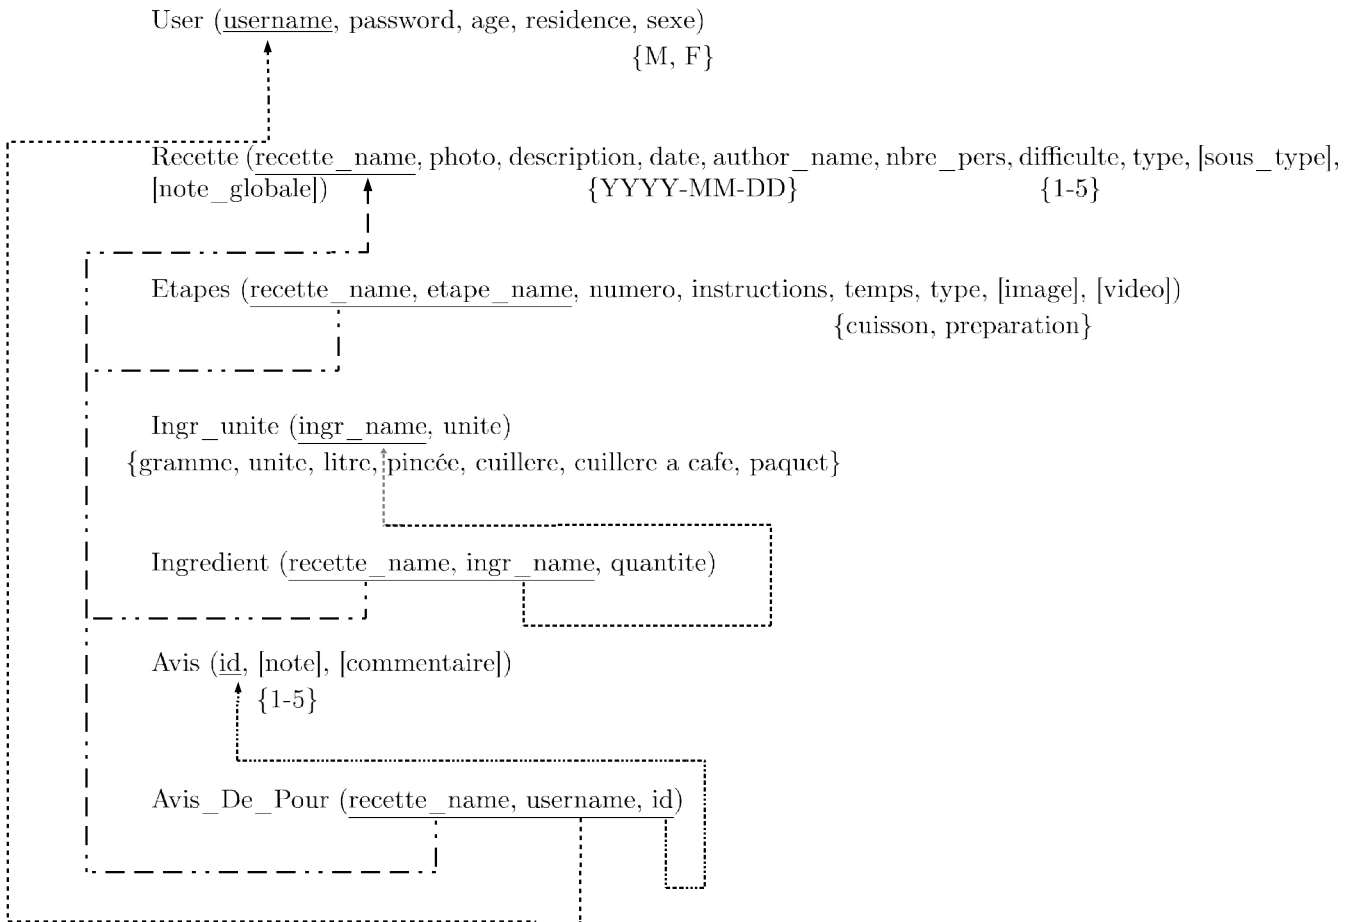 User (username, password, age, residence, sexe)
{M, F}
Recette (recette_name, photo, description, date, author_name, nbre_pers, difficulte, type, [sous_type],
[note_globale]) {YYYY-MM-DD} {1-5}
Etapes (recette_name, etape_name, numero, instructions, temps, type, [image], [video])
{cuisson, preparation}
Ingr_unite (ingr_name, unite)
{gramme, unite, litre, pincée, cuillere, cuillere a cafe, paquet}
Ingredient (recette_name, ingr_name, quantite)
Avis (id, [note], [commentaire])
{1-5}
Avis_De_Pour (recette_name, username, id)